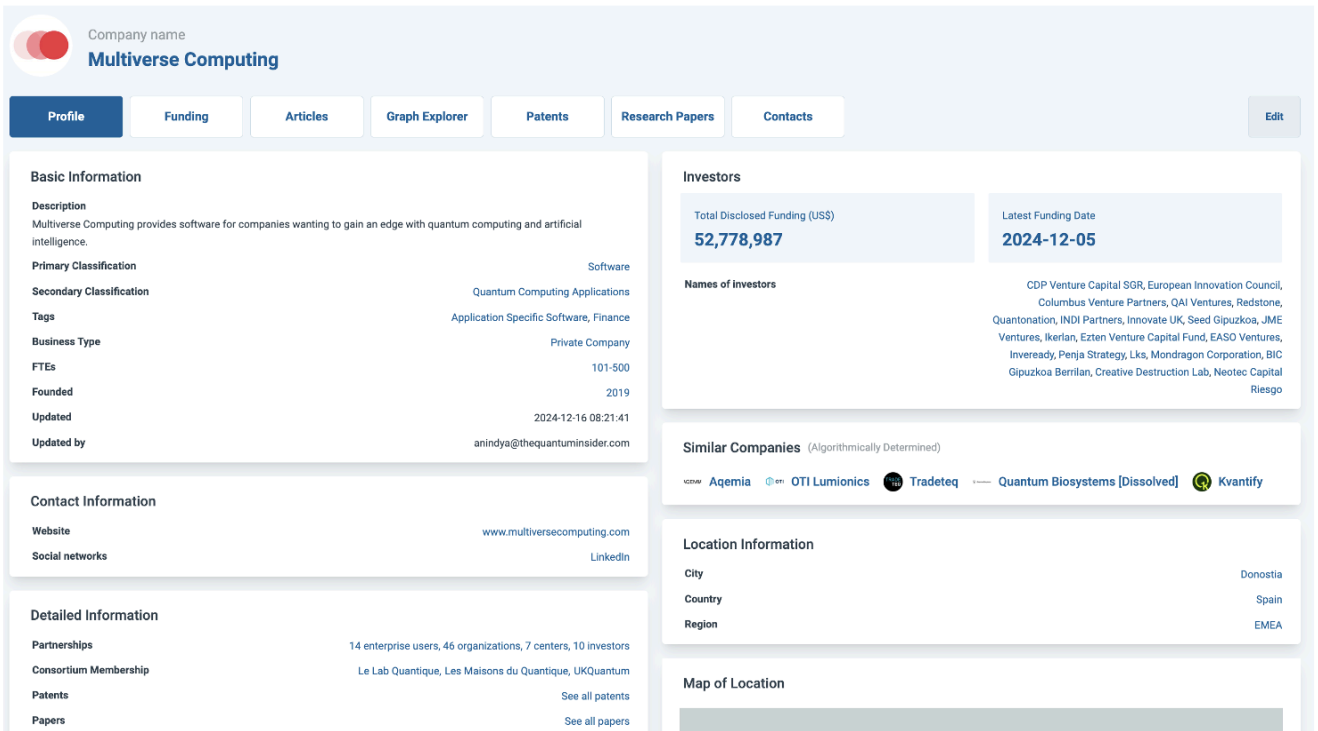 Company name
Multiverse Computing
Profile
Funding
Articles
Graph Explorer
Patents
Research Papers
Contacts
Edit
Basic Information
Description
Multiverse Computing provides software for companies wanting to gain an edge with quantum computing and artificial
intelligence.
Primary Classification Software
Secondary Classification Quantum Computing Applications
Tags Application Specific Software, Finance
Business Type Private Company
FTEs 101-500
Founded 2019
Updated 2024-12-16 08:21:41
Updated by anindya@thequantuminsider.com
Contact Information
Website www.multiversecomputing.com
Social networks LinkedIn
Detailed Information
Partnerships 14 enterprise users, 46 organizations, 7 centers, 10 investors
Consortium Membership Le Lab Quantique, Les Maisons du Quantique, UKQuantum
Patents See all patents
Papers See all papers
Investors
Total Disclosed Funding (US$)
52,778,987
Latest Funding Date
2024-12-05
Names of investors CDP Venture Capital SGR, European Innovation Council,
Columbus Venture Partners, QAI Ventures, Redstone,
Quantonation, INDI Partners, Innovate UK, Seed Gipuzkoa, JME
Ventures, Ikerlan, Ezten Venture Capital Fund, EASO Ventures,
Inveready, Penja Strategy, Lks, Mondragon Corporation, BIC
Gipuzkoa Berrilan, Creative Destruction Lab, Neotec Capital
Riesgo
Similar Companies (Algorithmically Determined)
Aqemia OTI OTI Lumionics Tradeteq Quantum Biosystems [Dissolved] Kvantify
Location Information
City Donostia
Country Spain
Region EMEA
Map of Location